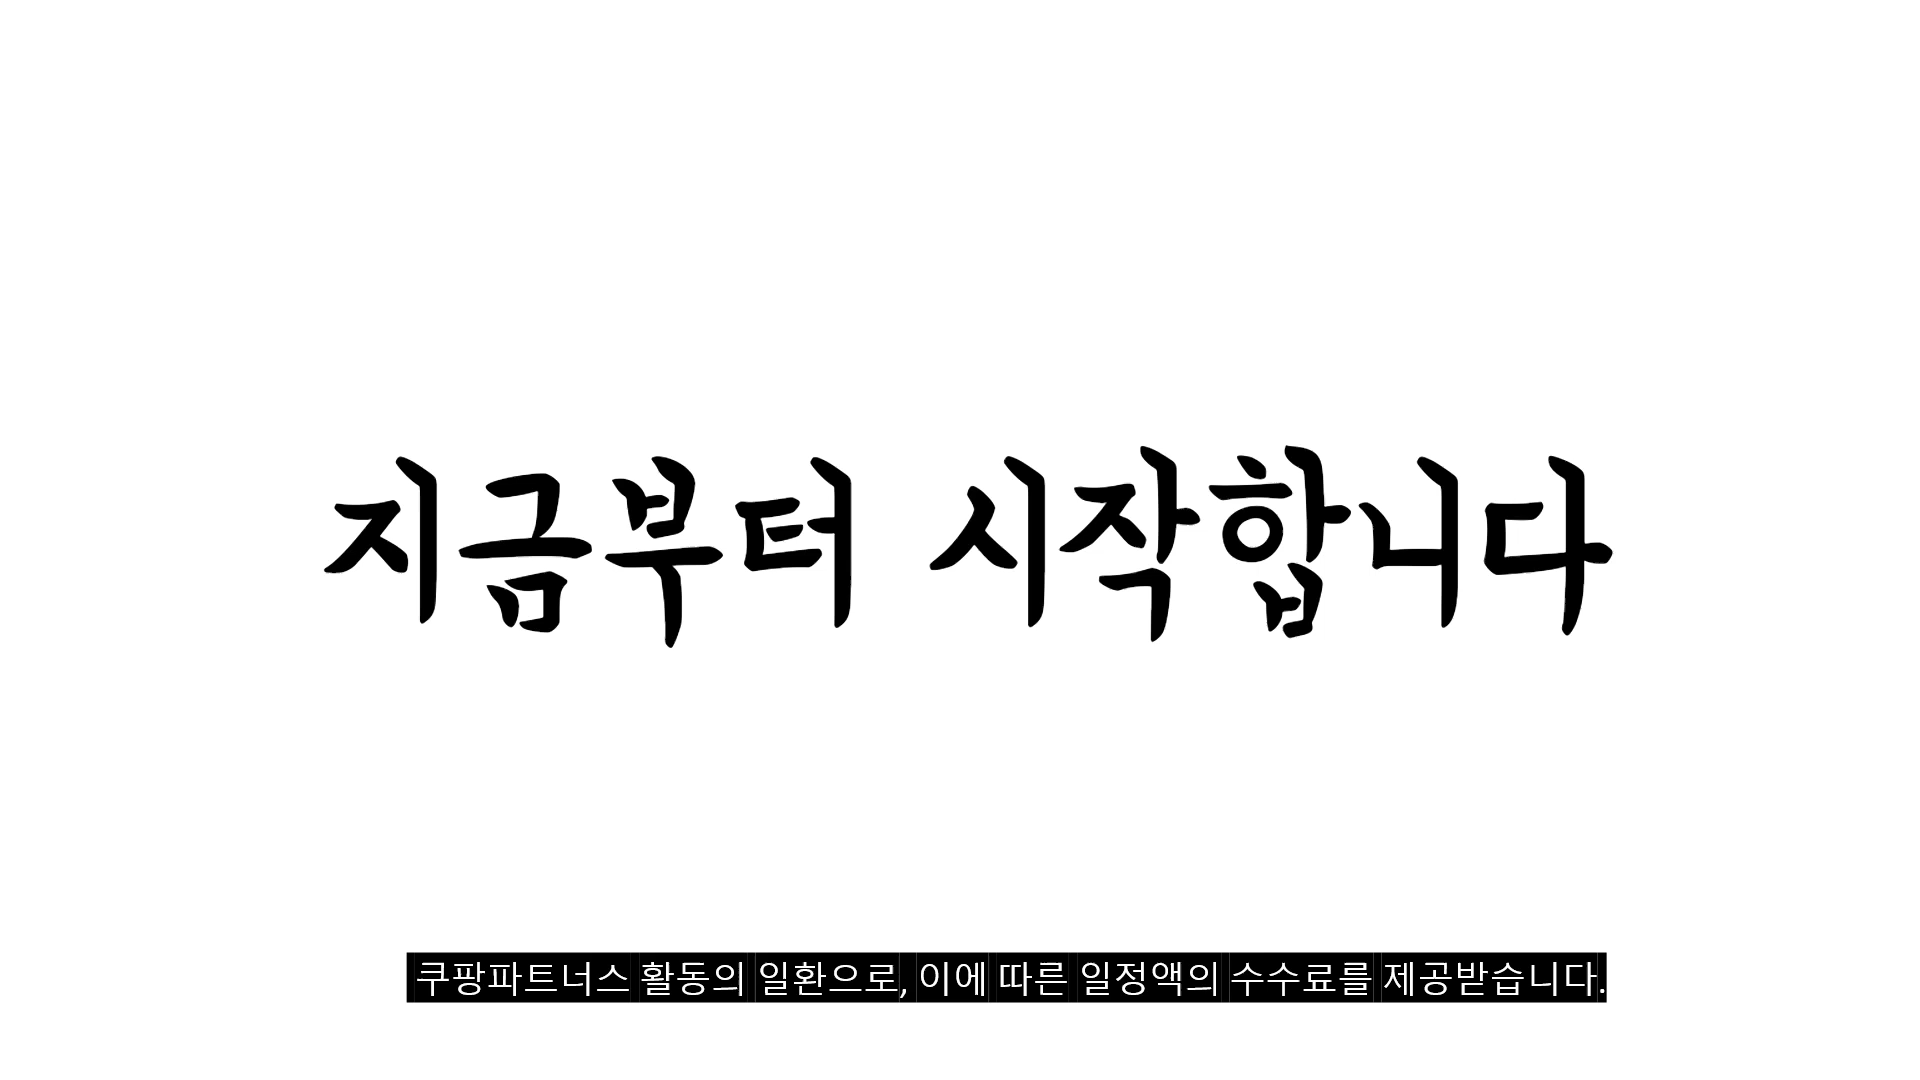 지금부터 시작합니다
쿠팡파트너스 활동의 일환으로, 이에 따른 일정액의 수수료를 제공받습니다.